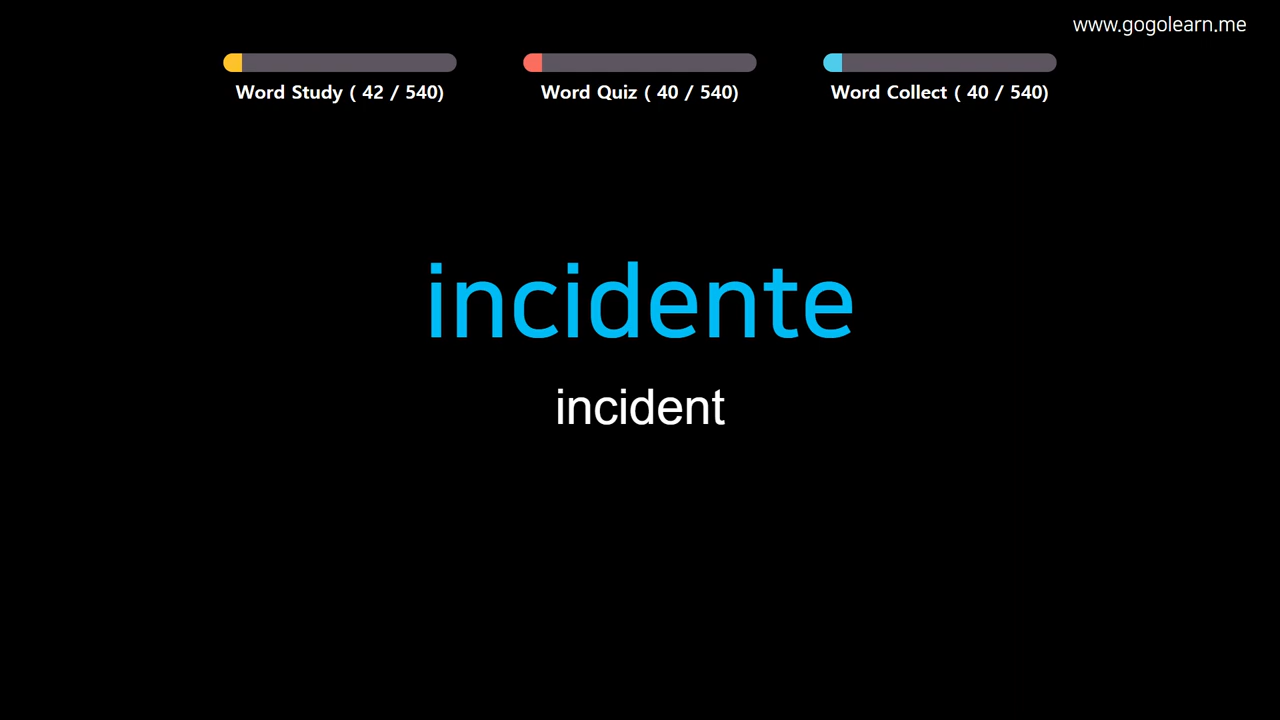 www.gogolearn.me
Word Study ( 42 / 540)
Word Quiz ( 40 / 540)
Word Collect ( 40 / 540)
incidente
incident